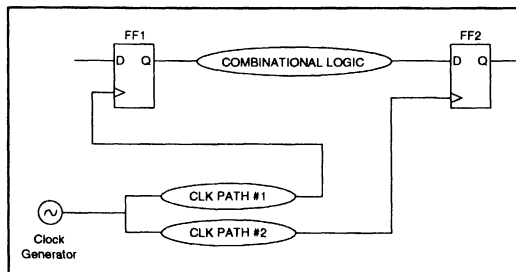 FF1
FF2
D Q
COMBINATIONAL LOGIC
D Q
CLK PATH #1
CLK PATH #2
Clock
Generator